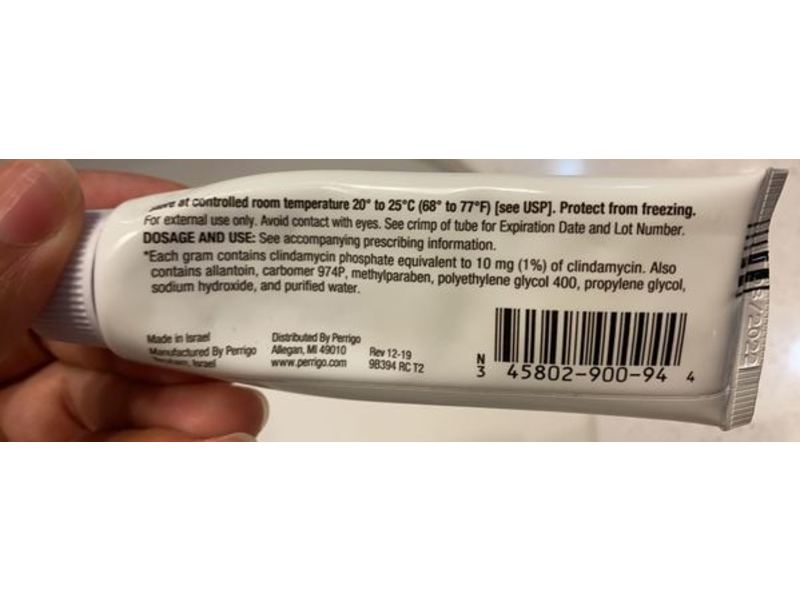 at controlled room temperature 20° to 25°C (68° to 77°F) [see USP]. Protect from freezing.
For external use only. Avoid contact with eyes. See crimp of tube for Expiration Date and Lot Number.
DOSAGE AND USE: See accompanying prescribing information.
*Each gram contains clindamycin phosphate equivalent to 10 mg (1%) of clindamycin. Also
contains allantoin, carbomer 974P, methylparaben, polyethylene glycol 400, propylene glycol,
sodium hydroxide, and purified water.
Made in Israel
Manufactured By Perrigo
Israel
Distributed By Perrigo
Allegan, MI 49010
www.perrigo.com
Rev 12-19
9B394 RC T2
N
3 45802-900-94 4
/2022